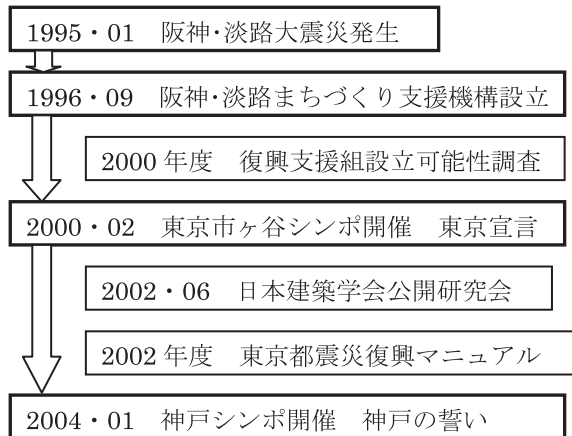 1995・01　阪神・淡路大震災発生
1996・09　阪神・淡路まちづくり支援機構設立
2000 年度　復興支援組設立可能性調査
2000・02　東京市ヶ谷シンポ開催　東京宣言
2002・06　日本建築学会公開研究会
2002 年度　東京都震災復興マニュアル
2004・01　神戸シンポ開催　神戸の誓い